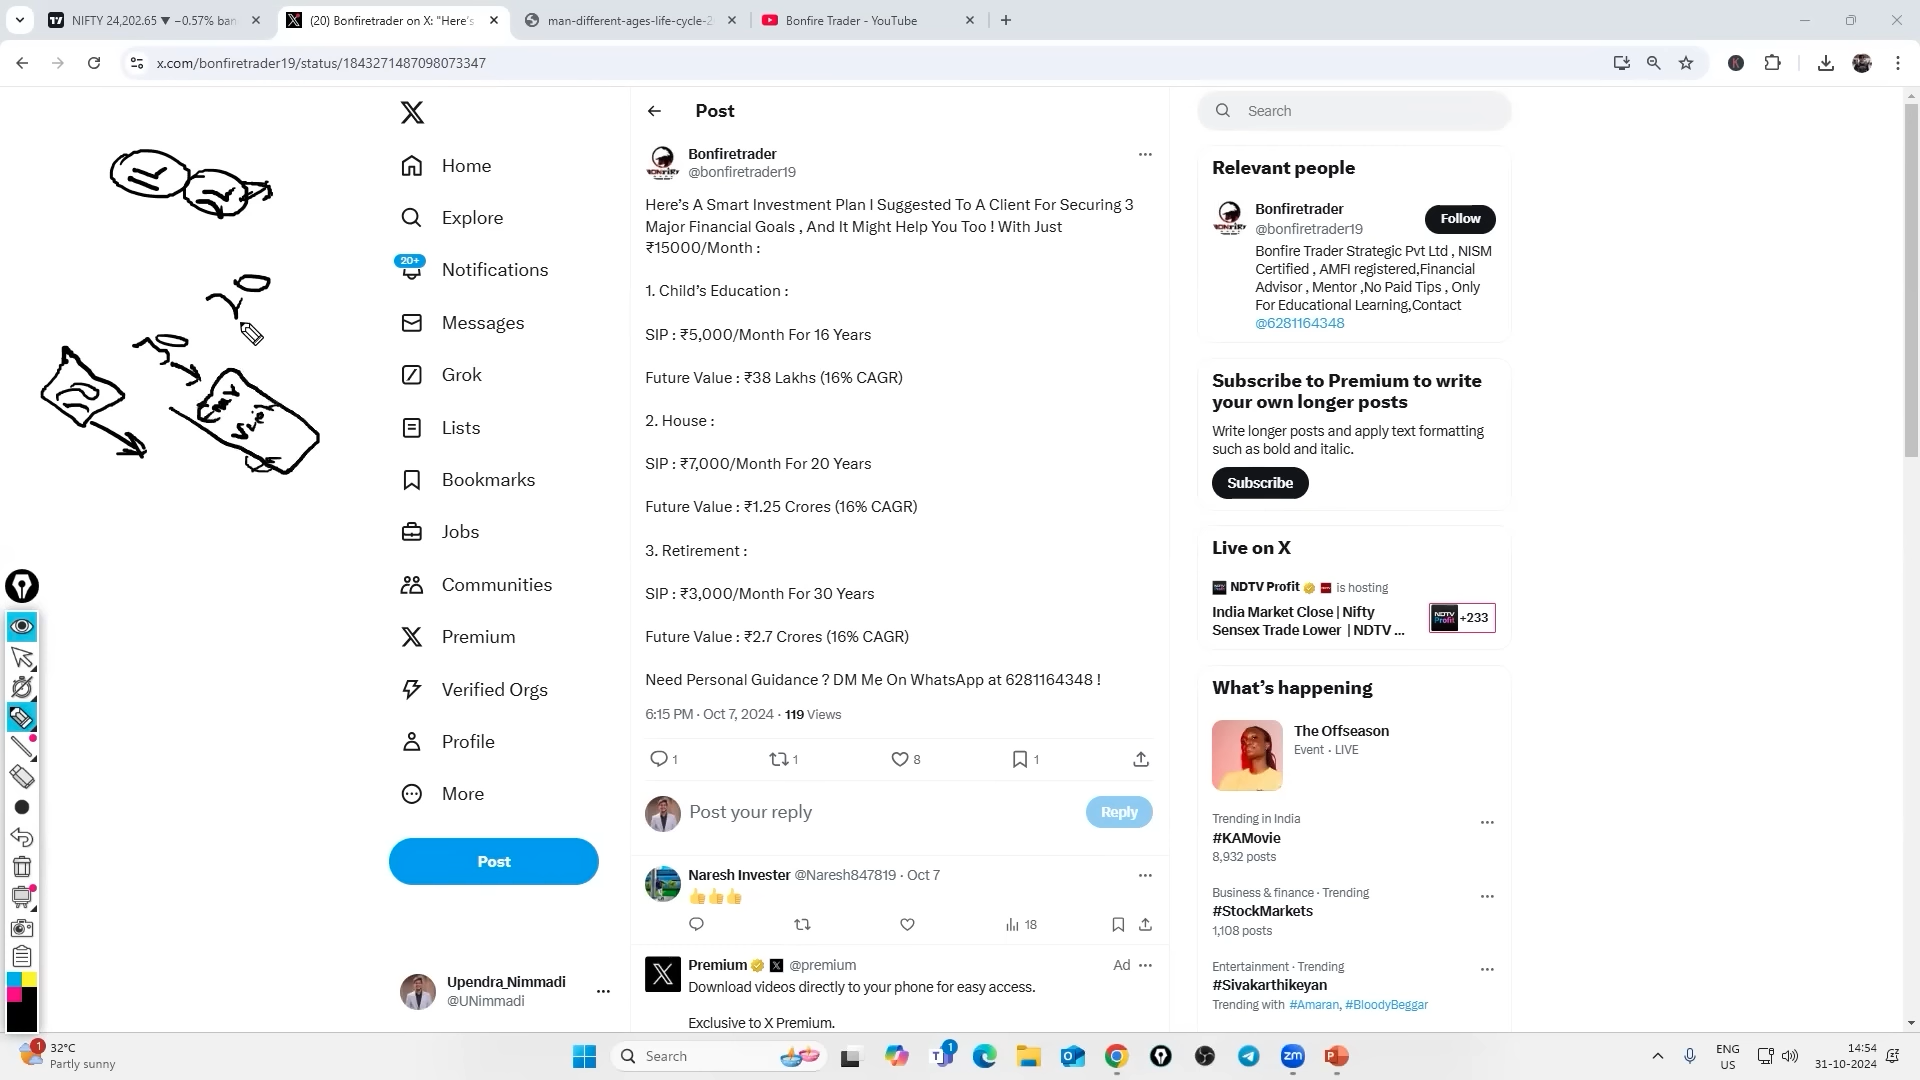 NIFTY 24,202.65 ▼ −0.57% ban
(20) Bonfiretrader on X: "Here's
man-different-ages-life-cycle-2
Bonfire Trader - YouTube
x.com/bonfiretrader19/status/1843271487098073347
Home
Explore
20+
Notifications
Messages
Grok
Lists
Bookmarks
Jobs
Communities
Premium
Verified Orgs
Profile
More
Post
Upendra_Nimmadi
@UNimmadi
Post
Bonfiretrader
@bonfiretrader19
Here's A Smart Investment Plan I Suggested To A Client For Securing 3
Major Financial Goals , And It Might Help You Too ! With Just
₹15000/Month :
1. Child's Education :
SIP : ₹5,000/Month For 16 Years
Future Value : ₹38 Lakhs (16% CAGR)
2. House :
SIP : ₹7,000/Month For 20 Years
Future Value : ₹1.25 Crores (16% CAGR)
3. Retirement :
SIP : ₹3,000/Month For 30 Years
Future Value : ₹2.7 Crores (16% CAGR)
Need Personal Guidance ? DM Me On WhatsApp at 6281164348 !
6:15 PM · Oct 7, 2024 · 119 Views
1 1 8 1
Post your reply
Reply
Naresh Invester @Naresh847819 · Oct 7
👍👍👍
18
Premium @premium
Ad
Download videos directly to your phone for easy access.
Exclusive to X Premium.
Search
Relevant people
Bonfiretrader
@bonfiretrader19
Follow
Bonfire Trader Strategic Pvt Ltd , NISM
Certified , AMFI registered,Financial
Advisor , Mentor ,No Paid Tips , Only
For Educational Learning,Contact
@6281164348
Subscribe to Premium to write
your own longer posts
Write longer posts and apply text formatting
such as bold and italic.
Subscribe
Live on X
NDTV Profit is hosting
India Market Close | Nifty
Sensex Trade Lower | NDTV ...
+233
What's happening
The Offseason
Event · LIVE
Trending in India
#KAMovie
8,932 posts
Business & finance · Trending
#StockMarkets
1,108 posts
Entertainment · Trending
#Sivakarthikeyan
Trending with #Amaran, #BloodyBeggar
1
32°C
Partly sunny
Search
1
zm
ENG
US
14:54
31-10-2024